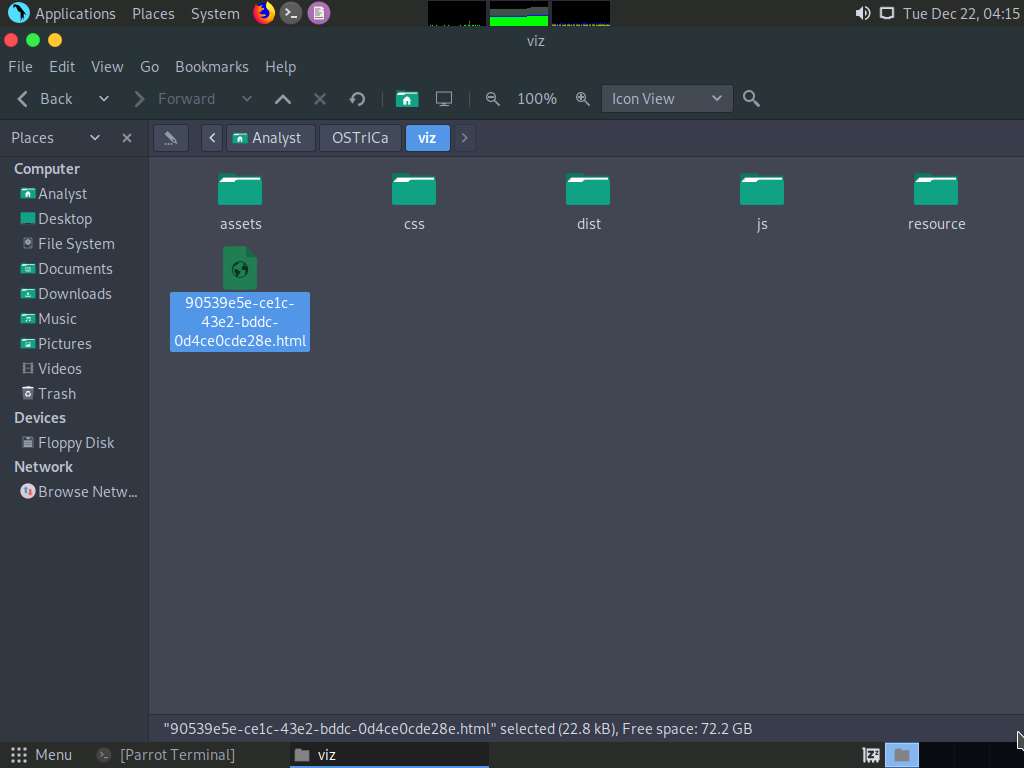 Applications Places System Tue Dec 22, 04:15
viz
File Edit View Go Bookmarks Help
Back Forward 100% Icon View
Places Analyst OSTrICa viz
Computer
Analyst
Desktop
File System
Documents
Downloads
Music
Pictures
Videos
Trash
Devices
Floppy Disk
Network
Browse Netw...
assets css dist js resource
90539e5e-ce1c-
43e2-bddc-
0d4ce0cde28e.html
"90539e5e-ce1c-43e2-bddc-0d4ce0cde28e.html" selected (22.8 kB), Free space: 72.2 GB
Menu [Parrot Terminal] viz